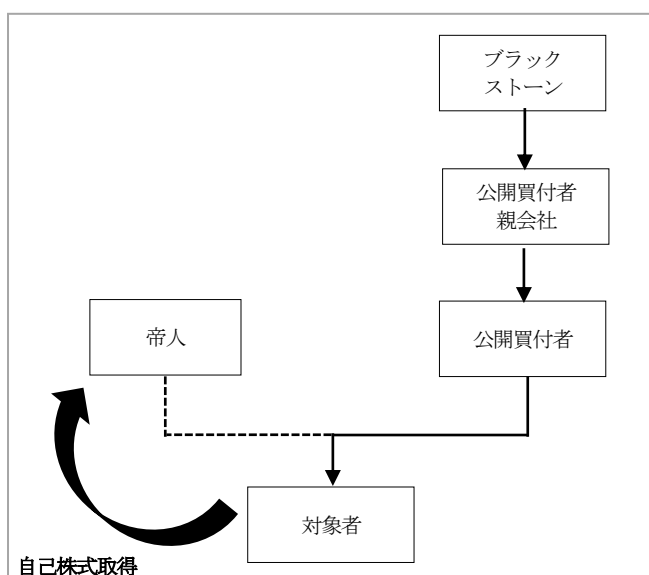 ブラック
ストーン
公開買付者
親会社
帝人
公開買付者
対象者
自己株式取得